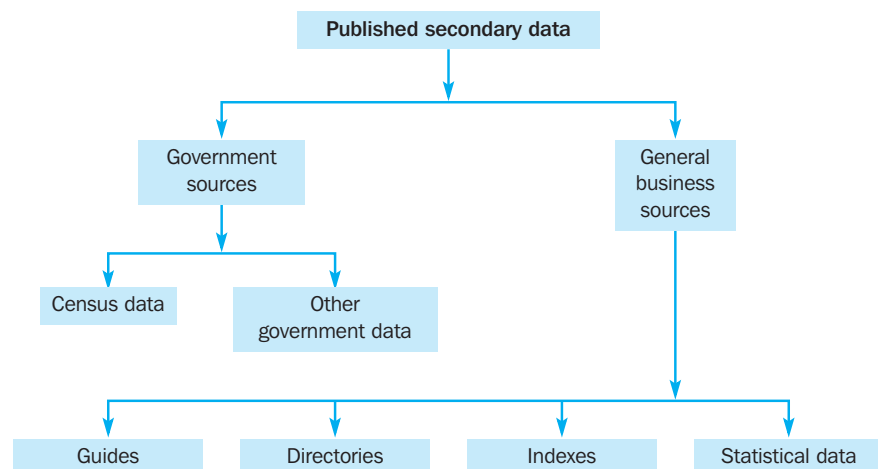 Published secondary data
Government
sources
General
business
sources
Census data
Other
government data
Guides
Directories
Indexes
Statistical data